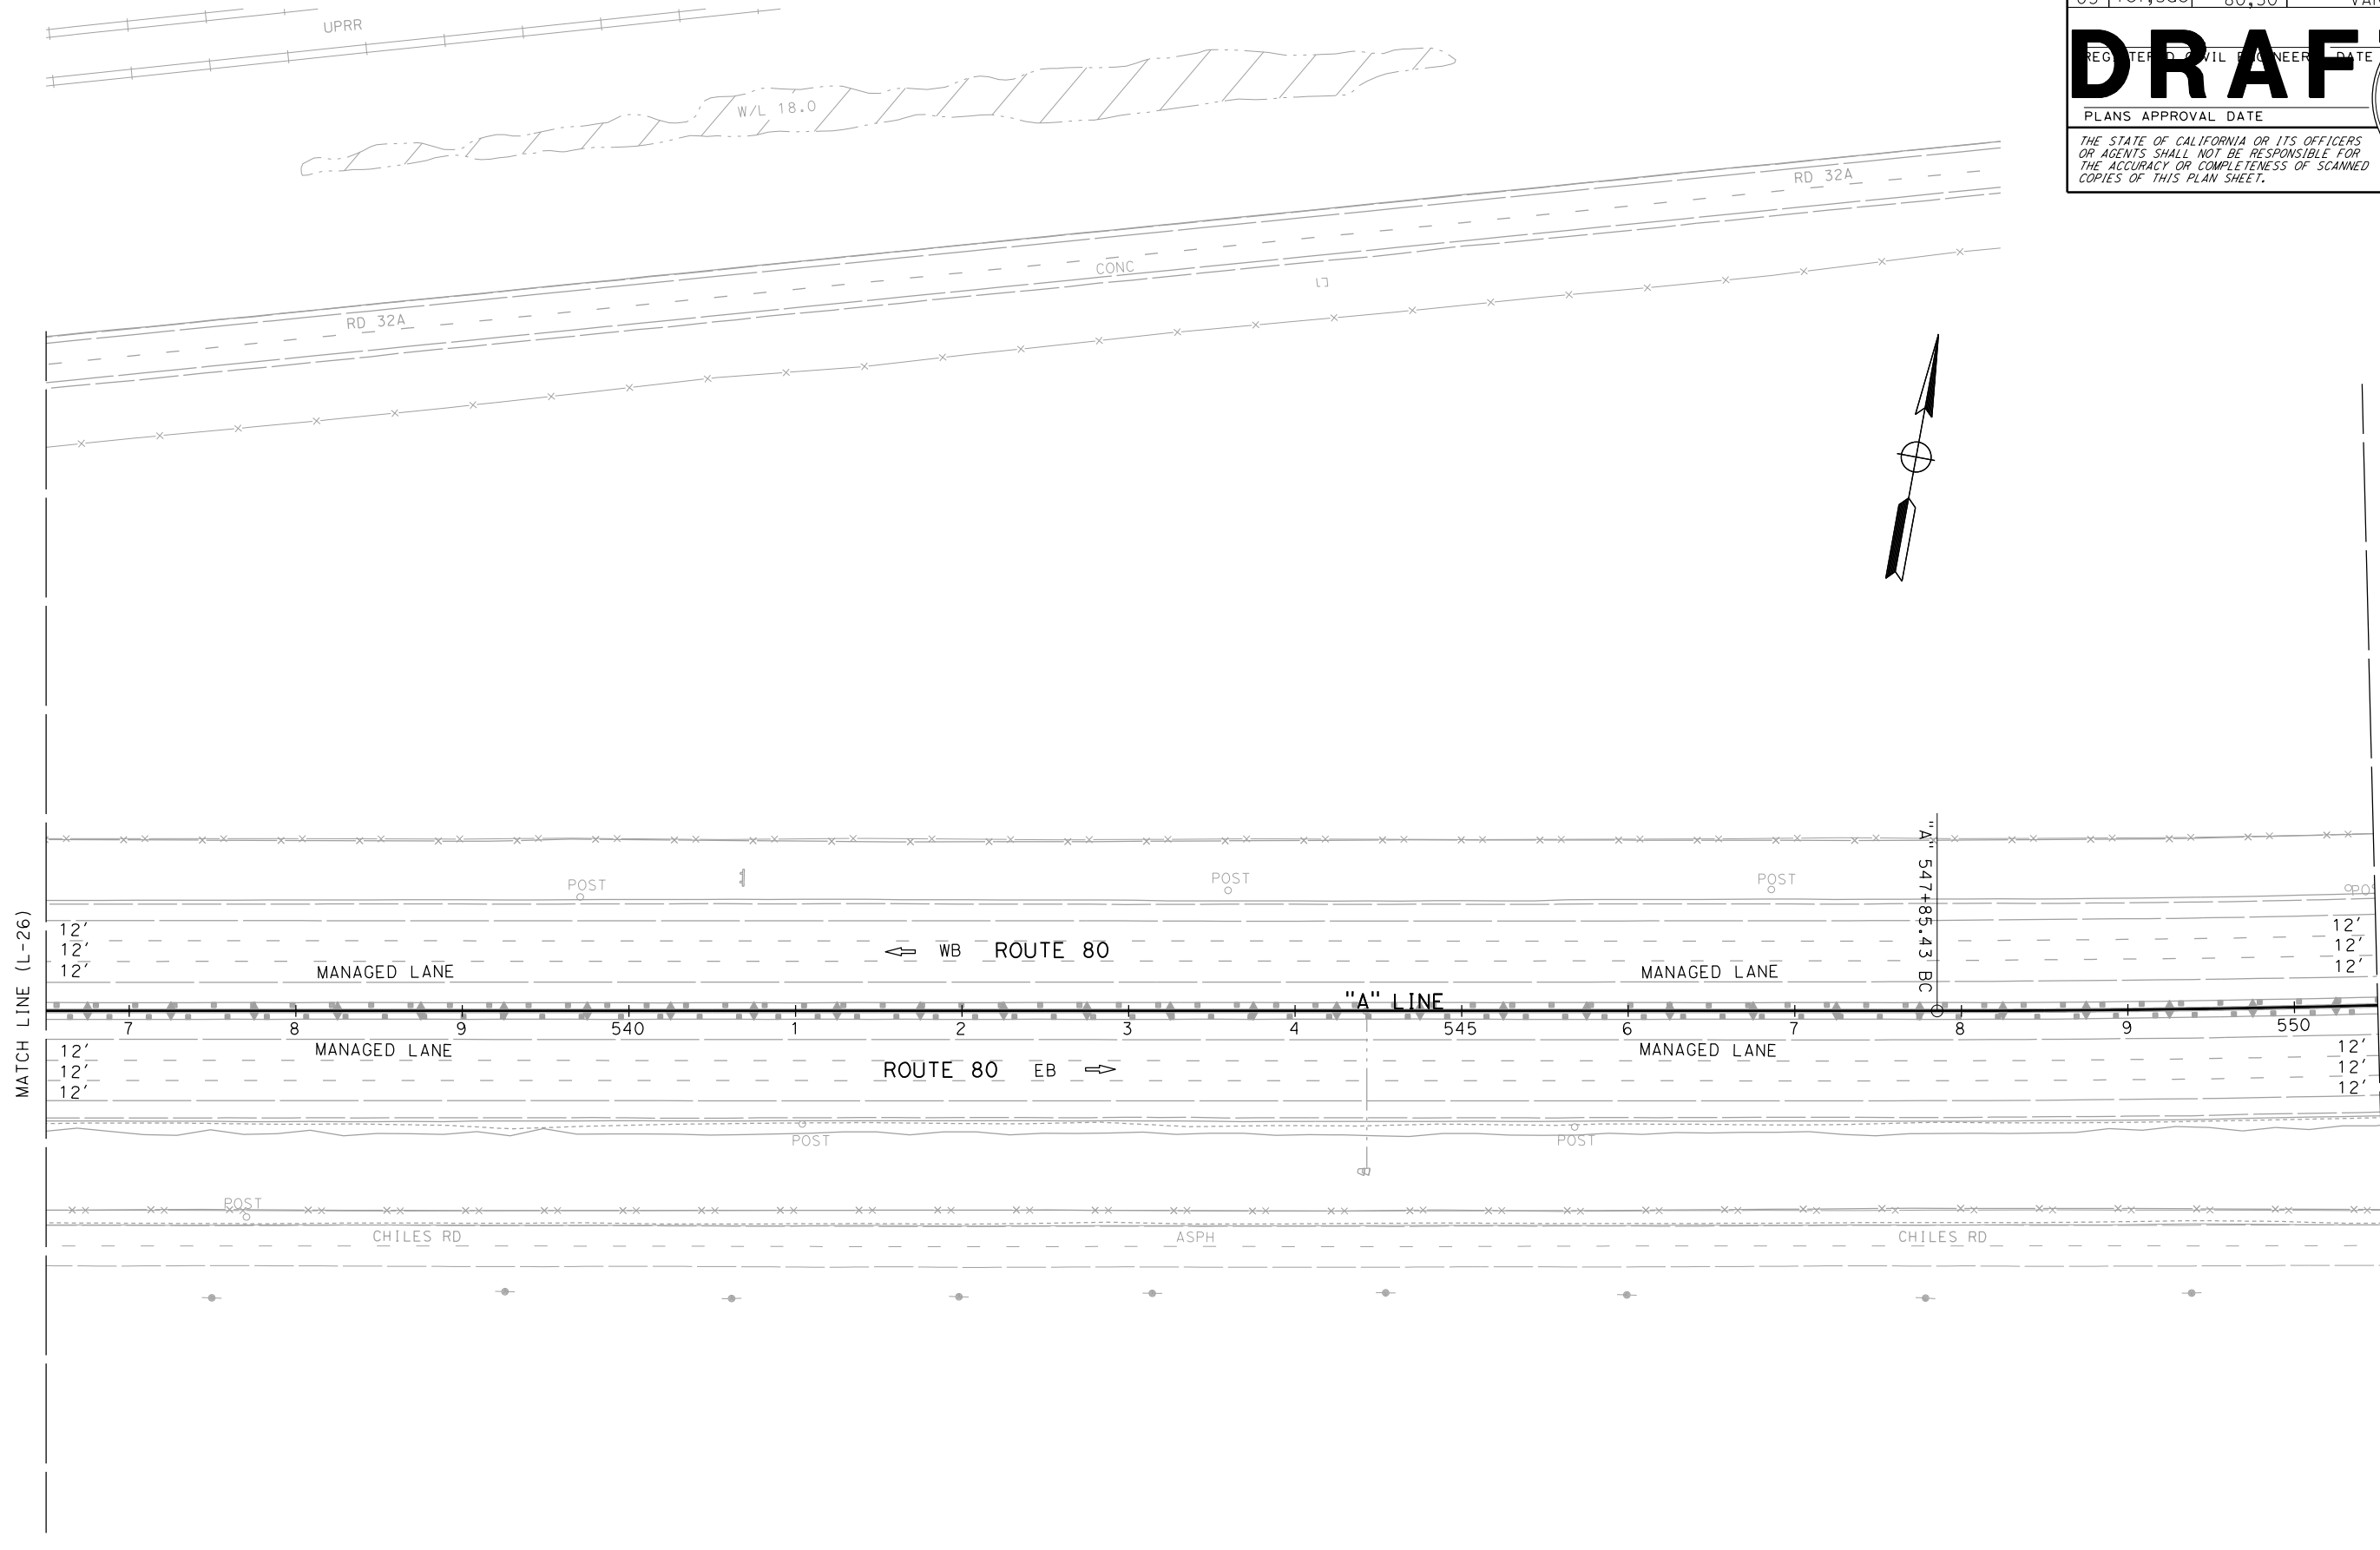 UPRR
W/L 18.0
DRAF
REGISTERED CIVIL ENGINEER DATE
PLANS APPROVAL DATE
THE STATE OF CALIFORNIA OR ITS OFFICERS
OR AGENTS SHALL NOT BE RESPONSIBLE FOR
THE ACCURACY OR COMPLETENESS OF SCANNED
COPIES OF THIS PLAN SHEET.
RD 32A
CONC
RD 32A
MATCH LINE (L-26)
"A" 547+85.43 BC
POST
POST
POST
12'
12'
12'
WB ROUTE 80
MANAGED LANE
MANAGED LANE
12'
12'
12'
"A" LINE
7 8 9 540 1 2 3 4 545 6 7 8 9 550
12'
12'
12'
MANAGED LANE
MANAGED LANE
ROUTE 80 EB
12'
12'
12'
POST
POST
POST
CHILES RD
ASPH
CHILES RD